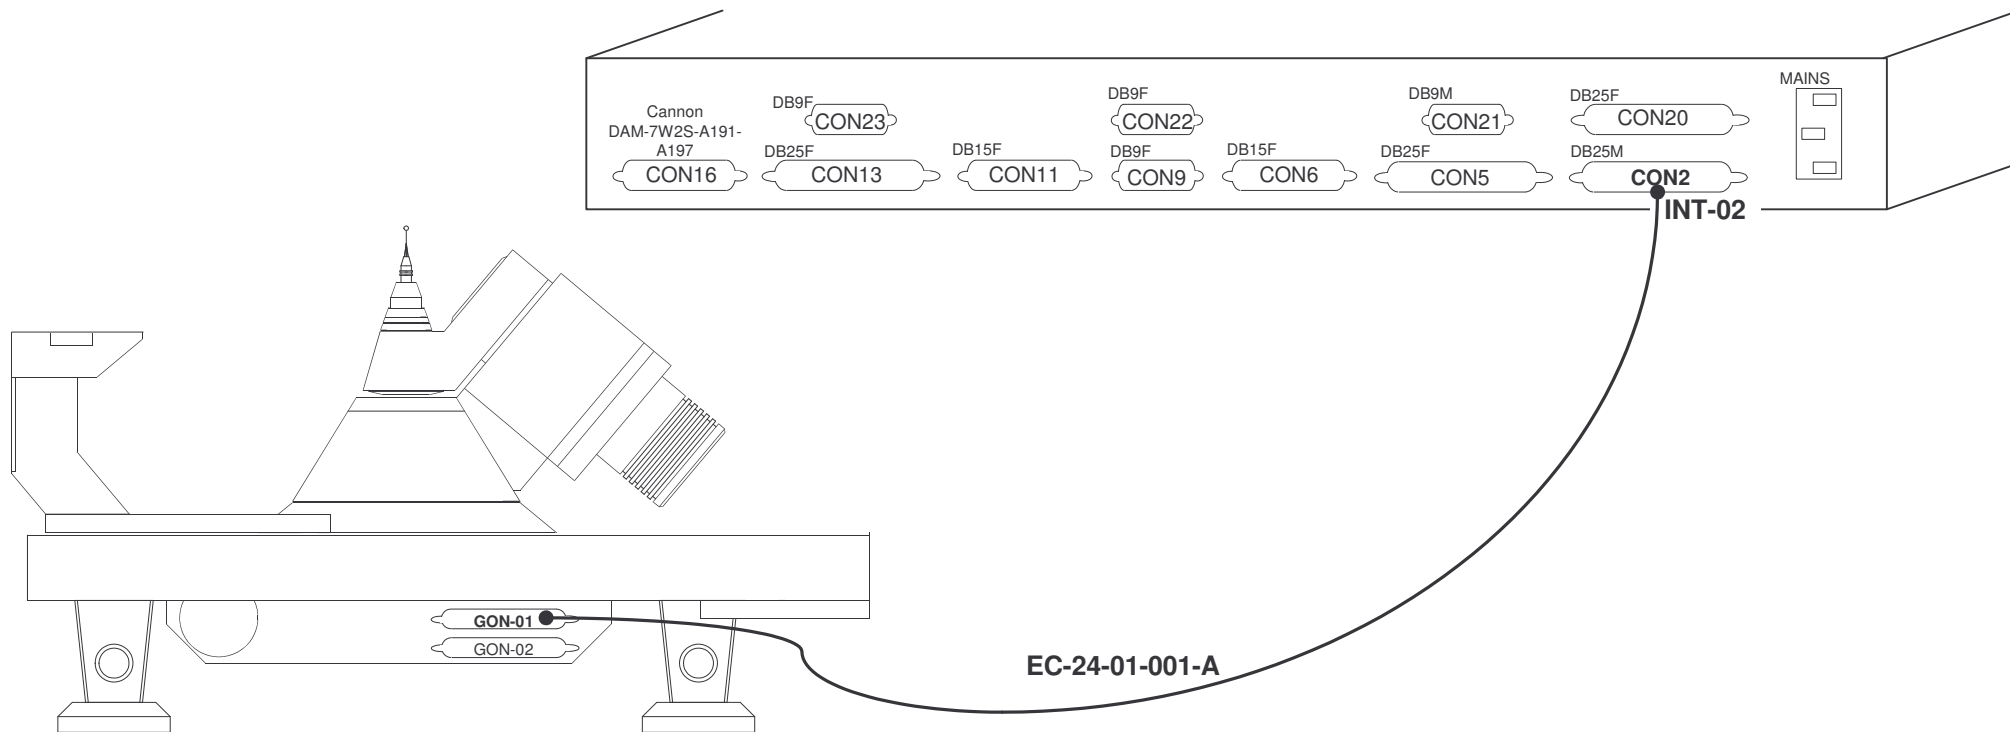 MAINS
DB9F
CON23
DB9F
CON22
DB9M
CON21
DB25F
CON20
Cannon
DAM-7W2S-A191-
A197
CON16
DB25F
CON13
DB15F
CON11
DB9F
CON9
DB15F
CON6
DB25F
CON5
DB25M
CON2
INT-02
GON-01
GON-02
EC-24-01-001-A